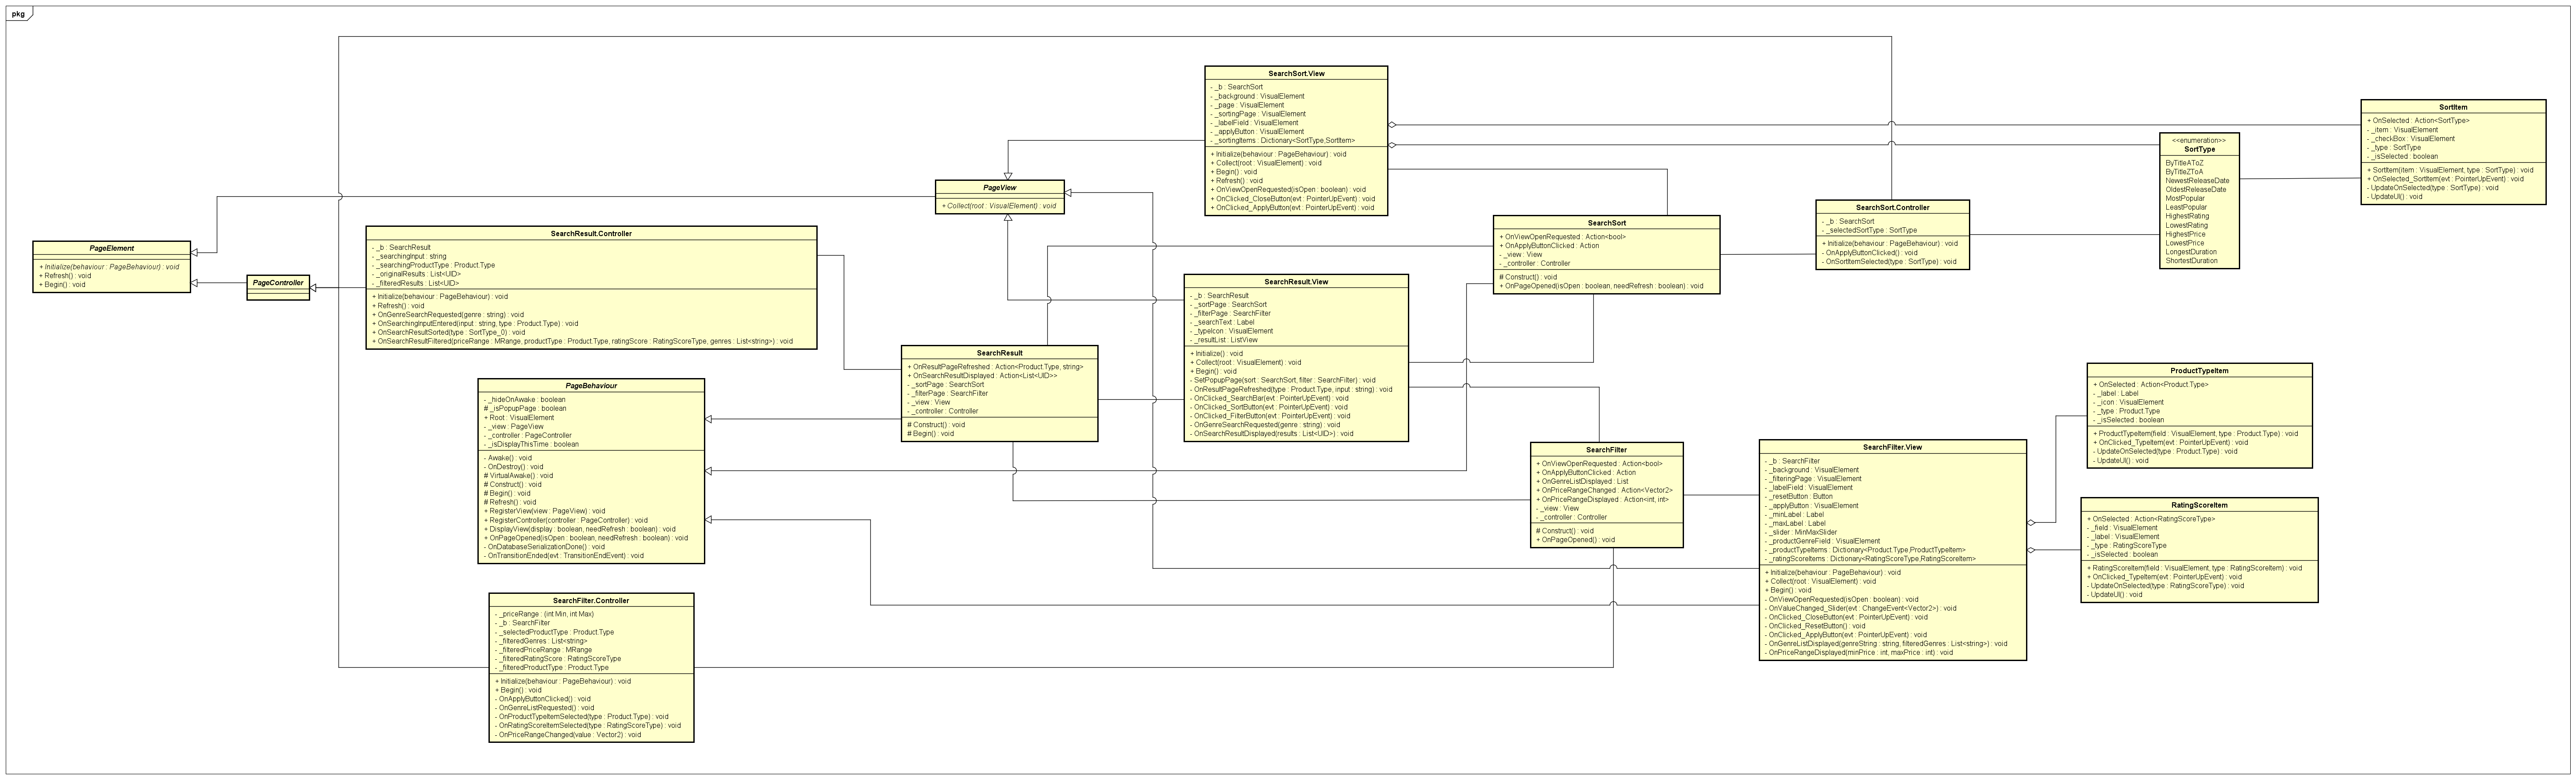 pkg
PageElement
+ Initialize(behaviour : PageBehaviour) : void
+ Refresh() : void
+ Begin() : void
PageController
SearchResult.Controller
- _b : SearchResult
- _searchingInput : string
- _searchingProductType : Product.Type
- _originalResults : List<UID>
- _filteredResults : List<UID>
+ Initialize(behaviour : PageBehaviour) : void
+ Refresh() : void
+ OnGenreSearchRequested(genre : string) : void
+ OnSearchingInputEntered(input : string, type : Product.Type) : void
+ OnSearchResultSorted(type : SortType_0) : void
+ OnSearchResultFiltered(priceRange : MRange, productType : Product.Type, ratingScore : RatingScoreType, genres : List<string>) : void
PageBehaviour
- _hideOnAwake : boolean
# _isPopupPage : boolean
+ Root : VisualElement
- _view : PageView
- _controller : PageController
- _isDisplayThisTime : boolean
- Awake() : void
- OnDestroy() : void
# VirtualAwake() : void
# Construct() : void
# Begin() : void
# Refresh() : void
+ RegisterView(view : PageView) : void
+ RegisterController(controller : PageController) : void
+ DisplayView(display : boolean, needRefresh : boolean) : void
+ OnPageOpened(isOpen : boolean, needRefresh : boolean) : void
- OnDatabaseSerializationDone() : void
- OnTransitionEnded(evt : TransitionEndEvent) : void
SearchFilter.Controller
- _priceRange : (int Min, int Max)
- _b : SearchFilter
- _selectedProductType : Product.Type
- _filteredGenres : List<string>
- _filteredPriceRange : MRange
- _filteredRatingScore : RatingScoreType
- _filteredProductType : Product.Type
+ Initialize(behaviour : PageBehaviour) : void
+ Begin() : void
- OnApplyButtonClicked() : void
- OnGenreListRequested() : void
- OnProductTypeItemSelected(type : Product.Type) : void
- OnRatingScoreItemSelected(type : RatingScoreType) : void
- OnPriceRangeChanged(value : Vector2) : void
PageView
+ Collect(root : VisualElement) : void
SearchResult
+ OnResultPageRefreshed : Action<Product.Type, string>
+ OnSearchResultDisplayed : Action<List<UID>>
- _sortPage : SearchSort
- _filterPage : SearchFilter
- _view : View
- _controller : Controller
# Construct() : void
# Begin() : void
SearchSort.View
- _b : SearchSort
- _background : VisualElement
- _page : VisualElement
- _sortingPage : VisualElement
- _labelField : VisualElement
- _applyButton : VisualElement
- _sortingItems : Dictionary<SortType,SortItem>
+ Initialize(behaviour : PageBehaviour) : void
+ Collect(root : VisualElement) : void
+ Begin() : void
+ Refresh() : void
+ OnViewOpenRequested(isOpen : boolean) : void
+ OnClicked_CloseButton(evt : PointerUpEvent) : void
+ OnClicked_ApplyButton(evt : PointerUpEvent) : void
SearchResult.View
- _b : SearchResult
- _sortPage : SearchSort
- _filterPage : SearchFilter
- _searchText : Label
- _typeIcon : VisualElement
- _resultList : ListView
+ Initialize() : void
+ Collect(root : VisualElement) : void
+ Begin() : void
- SetPopupPage(sort : SearchSort, filter : SearchFilter) : void
- OnResultPageRefreshed(type : Product.Type, input : string) : void
- OnClicked_SearchBar(evt : PointerUpEvent) : void
- OnClicked_SortButton(evt : PointerUpEvent) : void
- OnClicked_FilterButton(evt : PointerUpEvent) : void
- OnGenreSearchRequested(genre : string) : void
- OnSearchResultDisplayed(results : List<UID>) : void
SearchSort
+ OnViewOpenRequested : Action<bool>
+ OnApplyButtonClicked : Action
- _view : View
- _controller : Controller
# Construct() : void
+ OnPageOpened(isOpen : boolean, needRefresh : boolean) : void
SearchFilter
+ OnViewOpenRequested : Action<bool>
+ OnApplyButtonClicked : Action
+ OnGenreListDisplayed : List
+ OnPriceRangeChanged : Action<Vector2>
+ OnPriceRangeDisplayed : Action<int, int>
- _view : View
- _controller : Controller
# Construct() : void
+ OnPageOpened() : void
SearchSort.Controller
- _b : SearchSort
- _selectedSortType : SortType
+ Initialize(behaviour : PageBehaviour) : void
- OnApplyButtonClicked() : void
- OnSortItemSelected(type : SortType) : void
SearchFilter.View
- _b : SearchFilter
- _background : VisualElement
- _filteringPage : VisualElement
- _labelField : VisualElement
- _resetButton : Button
- _applyButton : VisualElement
- _minLabel : Label
- _maxLabel : Label
- _slider : MinMaxSlider
- _productGenreField : VisualElement
- _productTypeItems : Dictionary<Product.Type,ProductTypeItem>
- _ratingScoreItems : Dictionary<RatingScoreType,RatingScoreItem>
+ Initialize(behaviour : PageBehaviour) : void
+ Collect(root : VisualElement) : void
+ Begin() : void
- OnViewOpenRequested(isOpen : boolean) : void
- OnValueChanged_Slider(evt : ChangeEvent<Vector2>) : void
- OnClicked_CloseButton(evt : PointerUpEvent) : void
- OnClicked_ResetButton() : void
- OnClicked_ApplyButton(evt : PointerUpEvent) : void
- OnGenreListDisplayed(genreString : string, filteredGenres : List<string>) : void
- OnPriceRangeDisplayed(minPrice : int, maxPrice : int) : void
<<enumeration>>
SortType
ByTitleAToZ
ByTitleZToA
NewestReleaseDate
OldestReleaseDate
MostPopular
LeastPopular
HighestRating
LowestRating
HighestPrice
LowestPrice
LongestDuration
ShortestDuration
SortItem
+ OnSelected : Action<SortType>
- _item : VisualElement
- _checkBox : VisualElement
- _type : SortType
- _isSelected : boolean
+ SortItem(item : VisualElement, type : SortType) : void
+ OnSelected_SortItem(evt : PointerUpEvent) : void
- UpdateOnSelected(type : SortType) : void
- UpdateUI() : void
ProductTypeItem
+ OnSelected : Action<Product.Type>
- _label : Label
- _icon : VisualElement
- _type : Product.Type
- _isSelected : boolean
+ ProductTypeItem(field : VisualElement, type : Product.Type) : void
+ OnClicked_TypeItem(evt : PointerUpEvent) : void
- UpdateOnSelected(type : Product.Type) : void
- UpdateUI() : void
RatingScoreItem
+ OnSelected : Action<RatingScoreType>
- _field : VisualElement
- _label : VisualElement
- _type : RatingScoreType
- _isSelected : boolean
+ RatingScoreItem(field : VisualElement, type : RatingScoreItem) : void
+ OnClicked_TypeItem(evt : PointerUpEvent) : void
- UpdateOnSelected(type : RatingScoreType) : void
- UpdateUI() : void